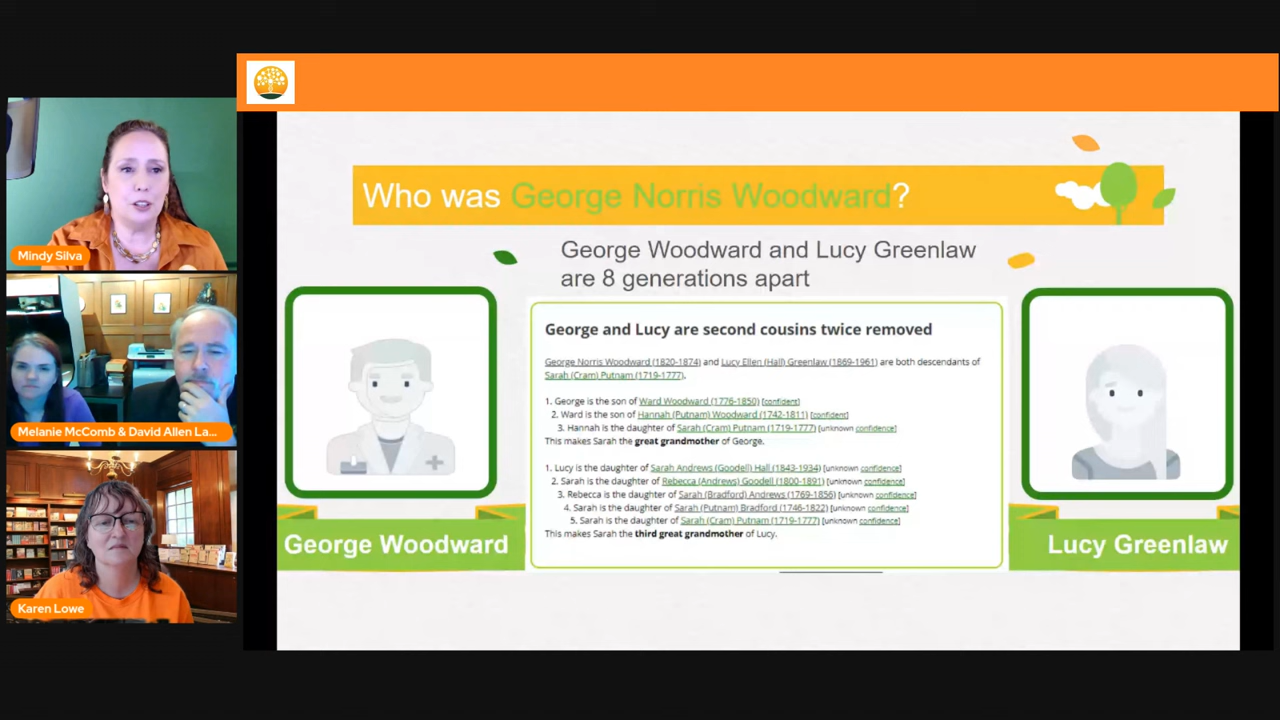 Mindy Silva
Melanie McComb & David Allen La...
Karen Lowe
Who was George Norris Woodward?
George Woodward and Lucy Greenlaw
are 8 generations apart
George and Lucy are second cousins twice removed
George Norris Woodward (1820-1874) and Lucy Ellen (Hall) Greenlaw (1869-1961) are both descendants of
Sarah (Cram) Putnam (1719-1777).
1. George is the son of Ward Woodward (1776-1850) [confident]
2. Ward is the son of Hannah (Putnam) Woodward (1742-1811) [confident]
3. Hannah is the daughter of Sarah (Cram) Putnam (1719-1777) [unknown confidence]
This makes Sarah the great grandmother of George.
1. Lucy is the daughter of Sarah Andrews (Goodell) Hall (1843-1934) [unknown confidence]
2. Sarah is the daughter of Rebecca (Andrews) Goodell (1800-1891) [unknown confidence]
3. Rebecca is the daughter of Sarah (Bradford) Andrews (1769-1856) [unknown confidence]
4. Sarah is the daughter of Sarah (Putnam) Bradford (1746-1822) [unknown confidence]
5. Sarah is the daughter of Sarah (Cram) Putnam (1719-1777) [unknown confidence]
This makes Sarah the third great grandmother of Lucy.
George Woodward
Lucy Greenlaw